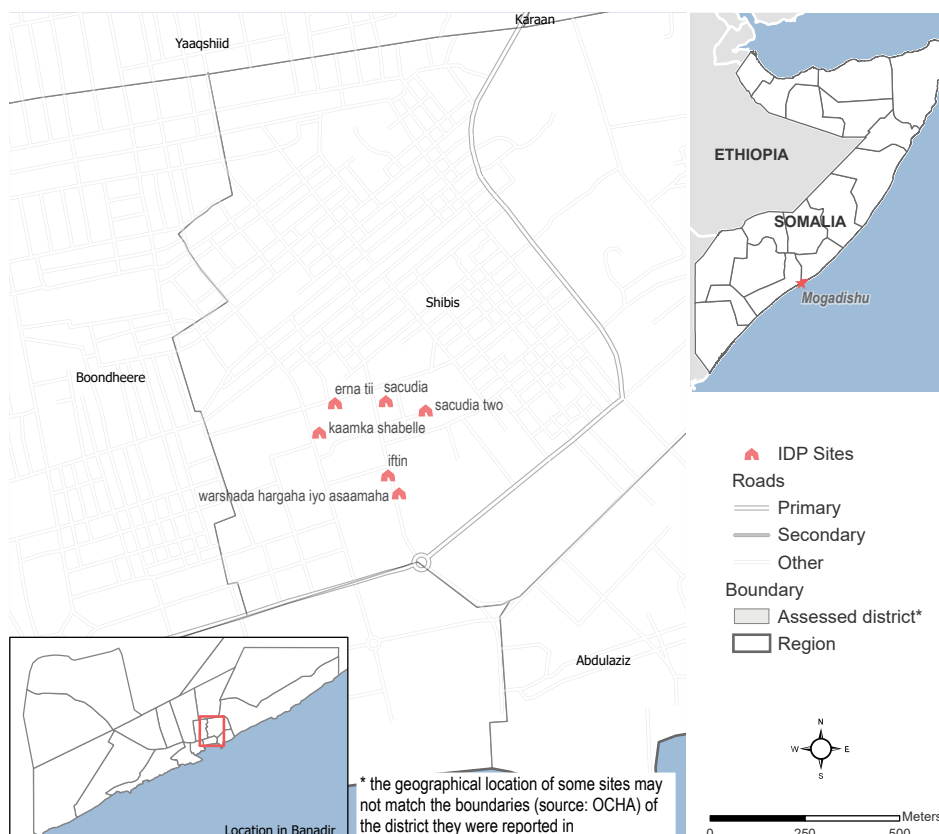 Karaan
Yaaqshiid
Shibis
Boondheere
erna tii
sacudia
sacudia two
kaamka shabelle
iftin
warshada hargaha iyo asaamaha
Abdulaziz
Location in Banadir
* the geographical location of some sites may
not match the boundaries (source: OCHA) of
the district they were reported in
ETHIOPIA
SOMALIA
Mogadishu
IDP Sites
Roads
Primary
Secondary
Other
Boundary
Assessed district*
Region
N
W E
S
Meters
0 250 500